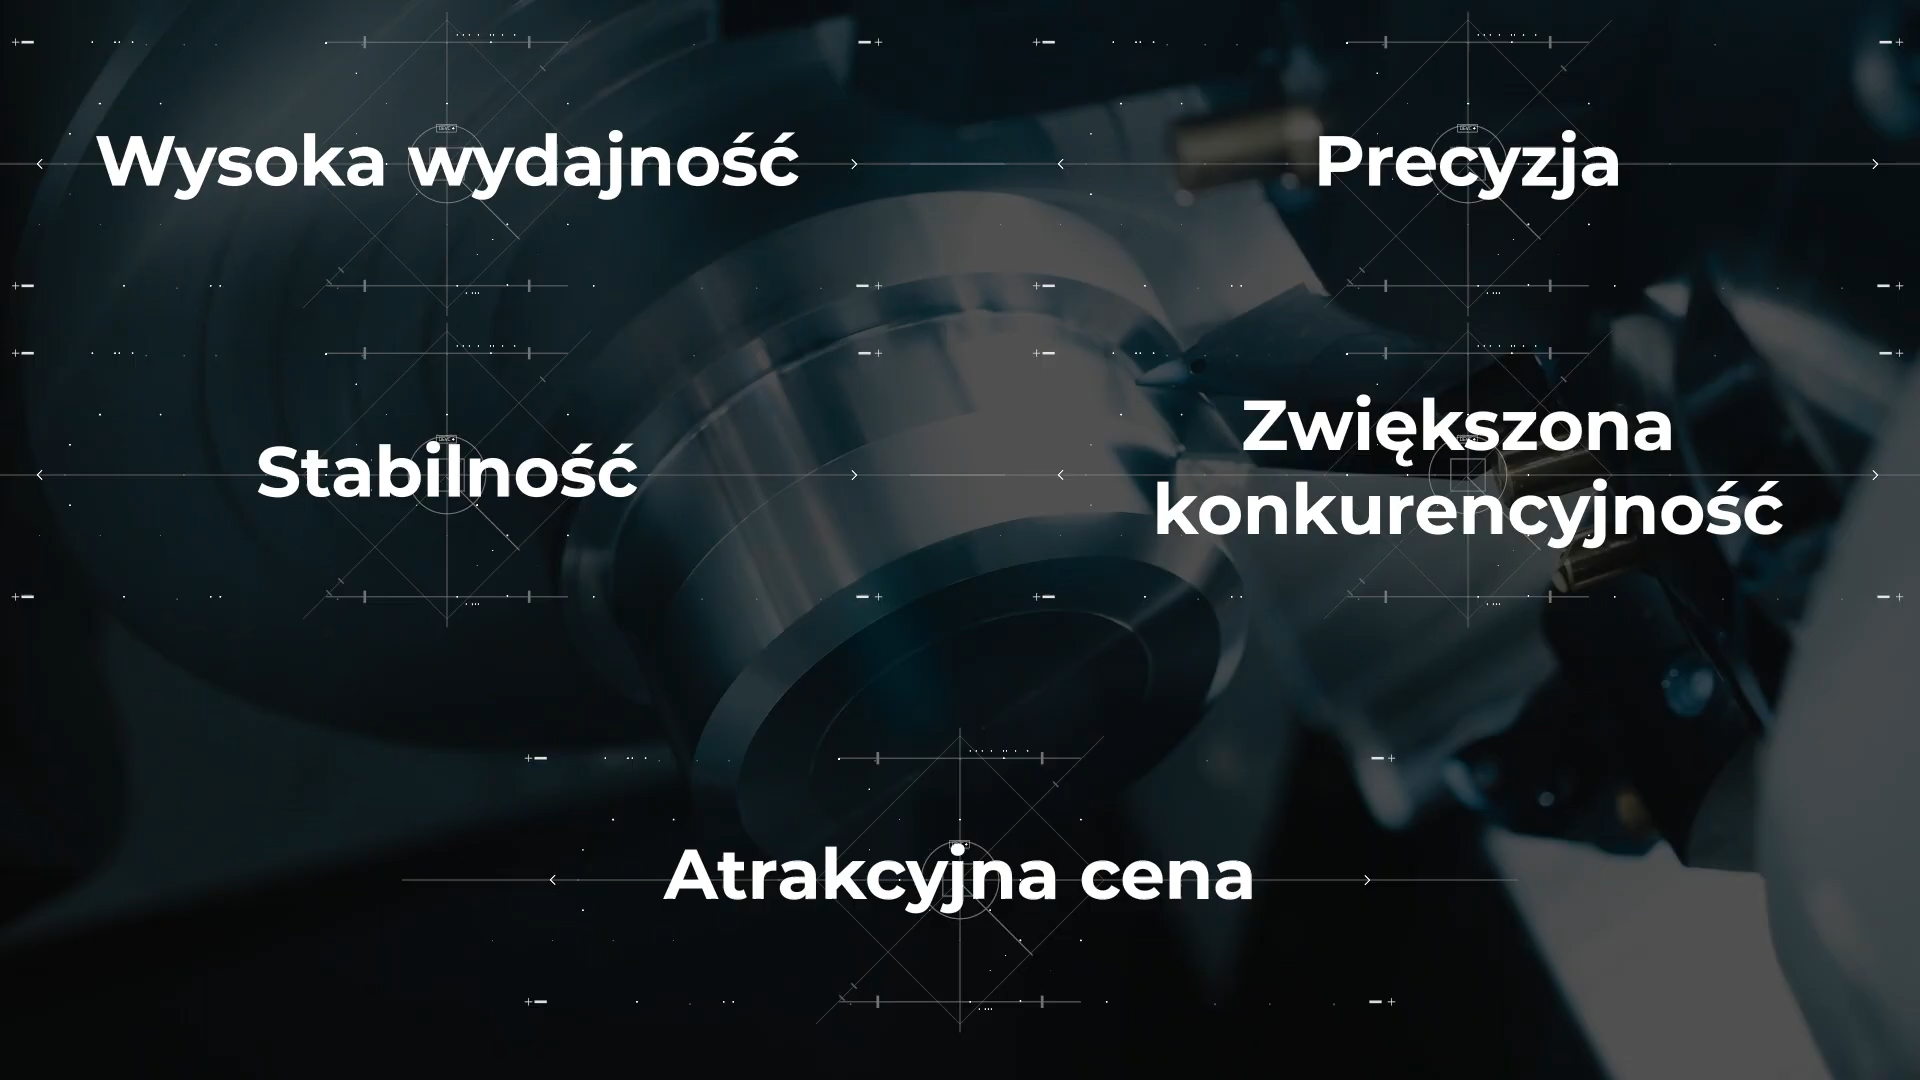 Wysoka wydajność
Precyzja
Stabilność
Zwiększona
konkurencyjność
Atrakcyjna cena